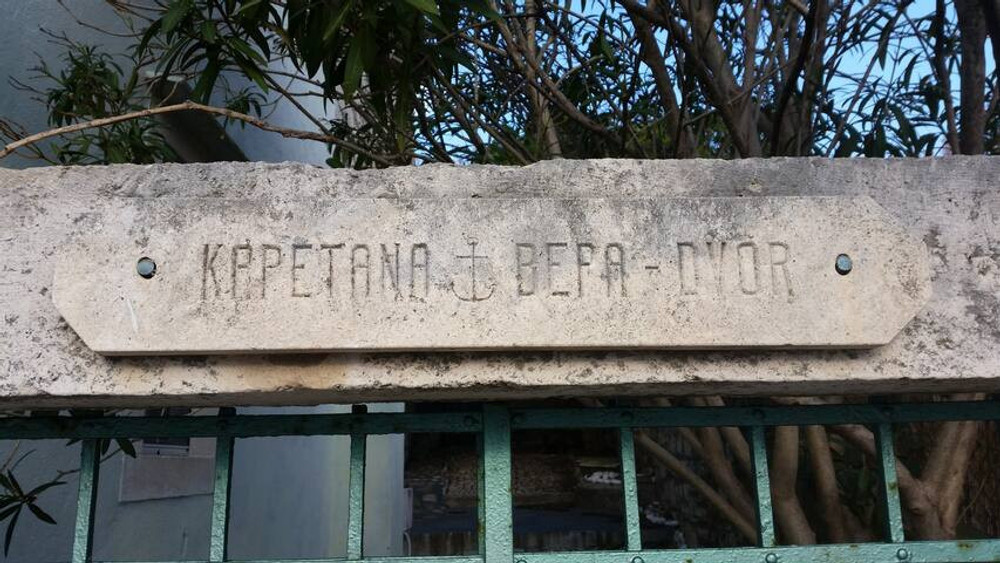 KAPETANA ⚓ BEPA - DVOR